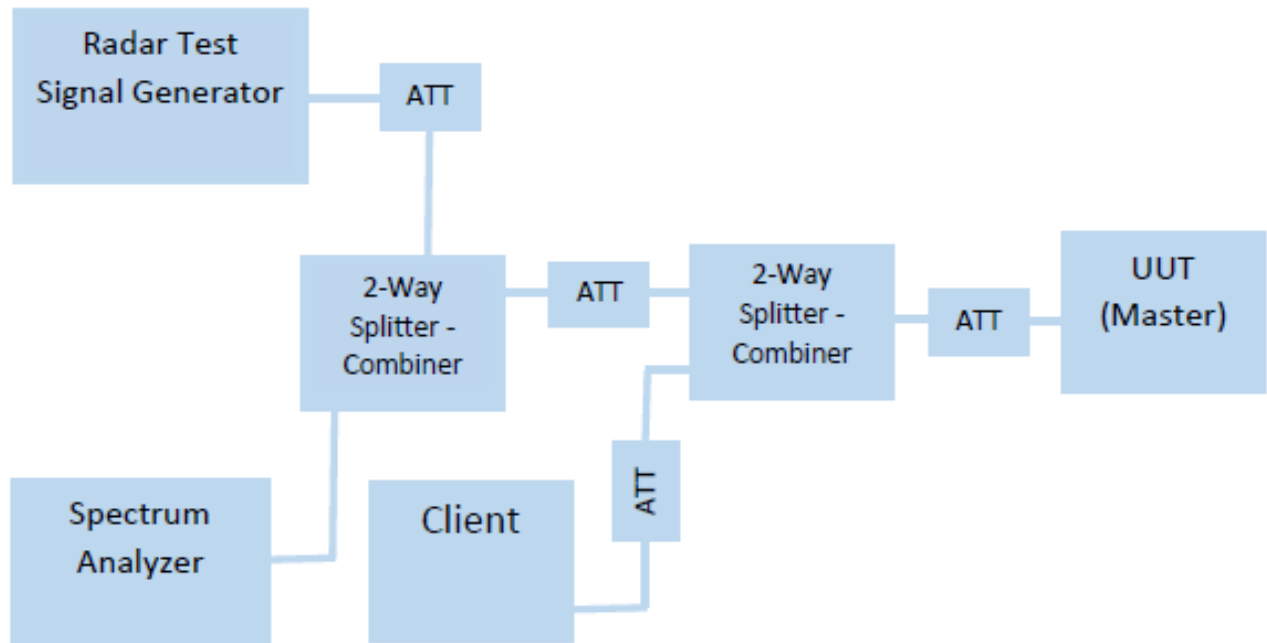 Radar Test
Signal Generator
ATT
2-Way
Splitter -
Combiner
ATT
2-Way
Splitter -
Combiner
ATT
UUT
(Master)
ATT
Spectrum
Analyzer
Client